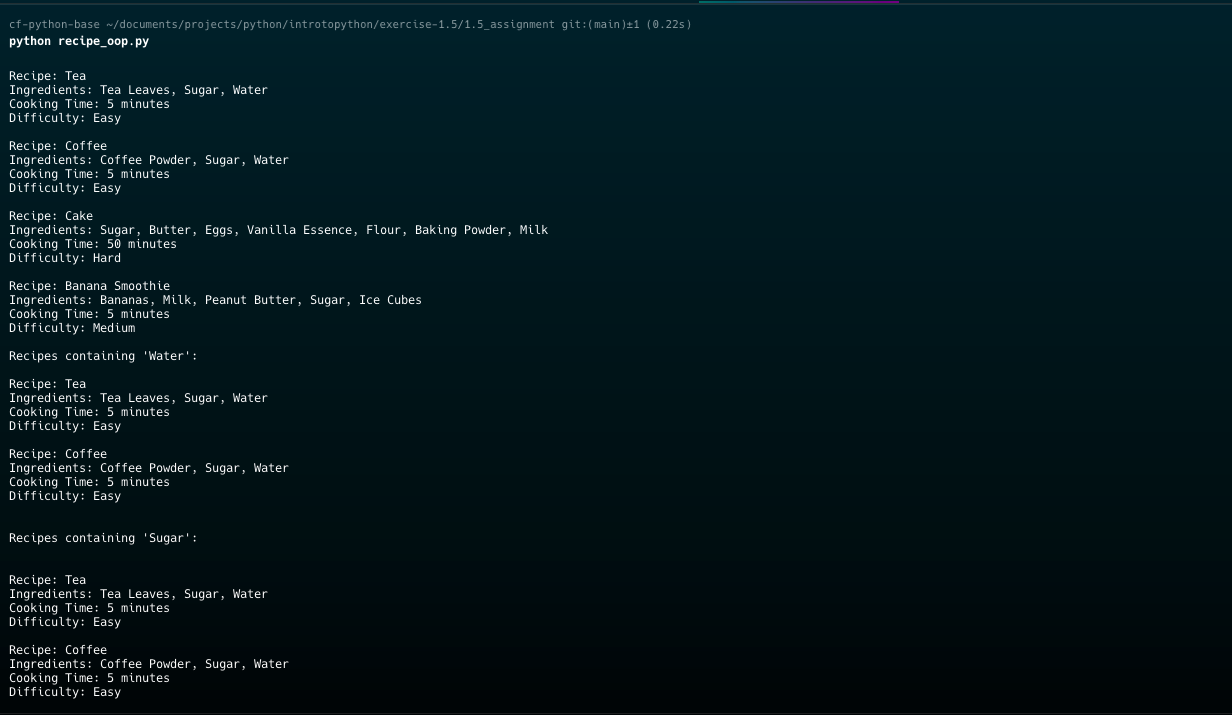 cf-python-base ~/documents/projects/python/introtopython/exercise-1.5/1.5_assignment git:(main)±1 (0.22s)
python recipe_oop.py
Recipe: Tea
Ingredients: Tea Leaves, Sugar, Water
Cooking Time: 5 minutes
Difficulty: Easy
Recipe: Coffee
Ingredients: Coffee Powder, Sugar, Water
Cooking Time: 5 minutes
Difficulty: Easy
Recipe: Cake
Ingredients: Sugar, Butter, Eggs, Vanilla Essence, Flour, Baking Powder, Milk
Cooking Time: 50 minutes
Difficulty: Hard
Recipe: Banana Smoothie
Ingredients: Bananas, Milk, Peanut Butter, Sugar, Ice Cubes
Cooking Time: 5 minutes
Difficulty: Medium
Recipes containing 'Water':
Recipe: Tea
Ingredients: Tea Leaves, Sugar, Water
Cooking Time: 5 minutes
Difficulty: Easy
Recipe: Coffee
Ingredients: Coffee Powder, Sugar, Water
Cooking Time: 5 minutes
Difficulty: Easy
Recipes containing 'Sugar':
Recipe: Tea
Ingredients: Tea Leaves, Sugar, Water
Cooking Time: 5 minutes
Difficulty: Easy
Recipe: Coffee
Ingredients: Coffee Powder, Sugar, Water
Cooking Time: 5 minutes
Difficulty: Easy